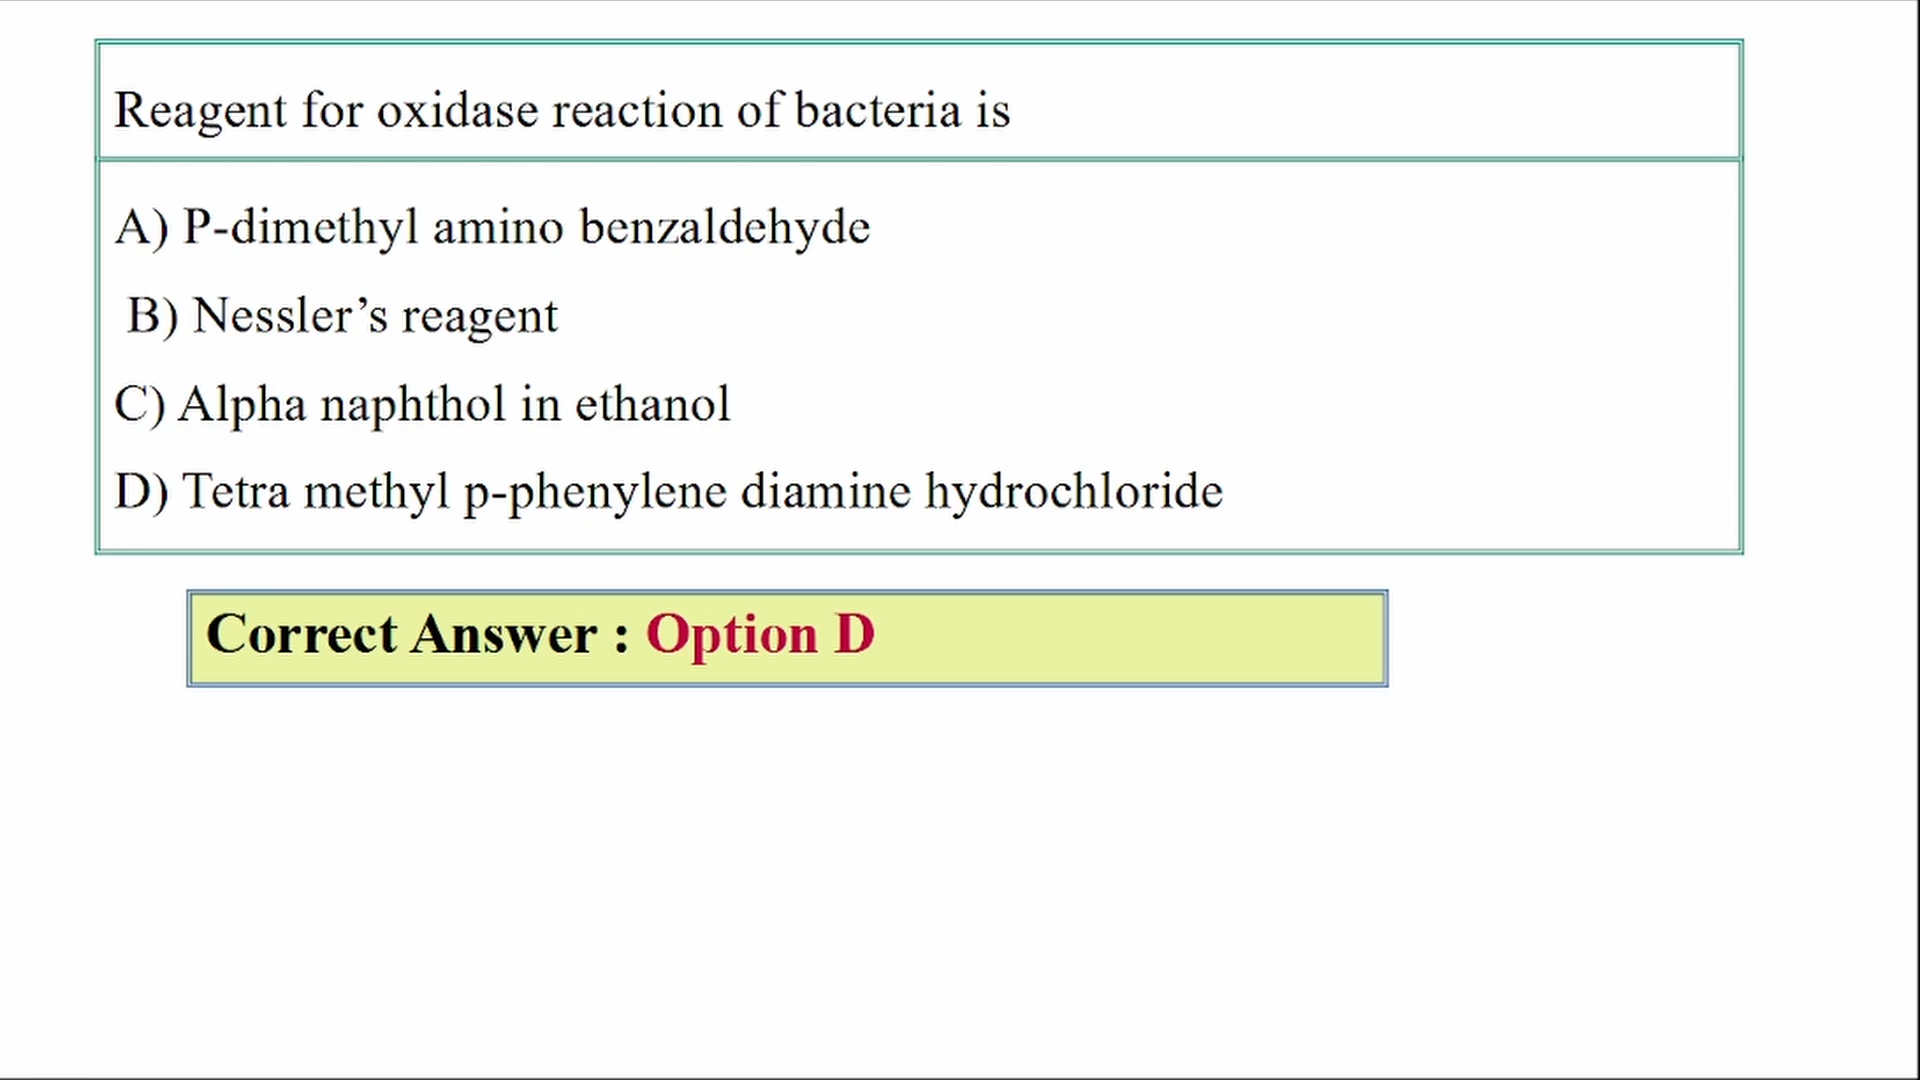 Reagent for oxidase reaction of bacteria is
A) P-dimethyl amino benzaldehyde
B) Nessler’s reagent
C) Alpha naphthol in ethanol
D) Tetra methyl p-phenylene diamine hydrochloride
Correct Answer : Option D